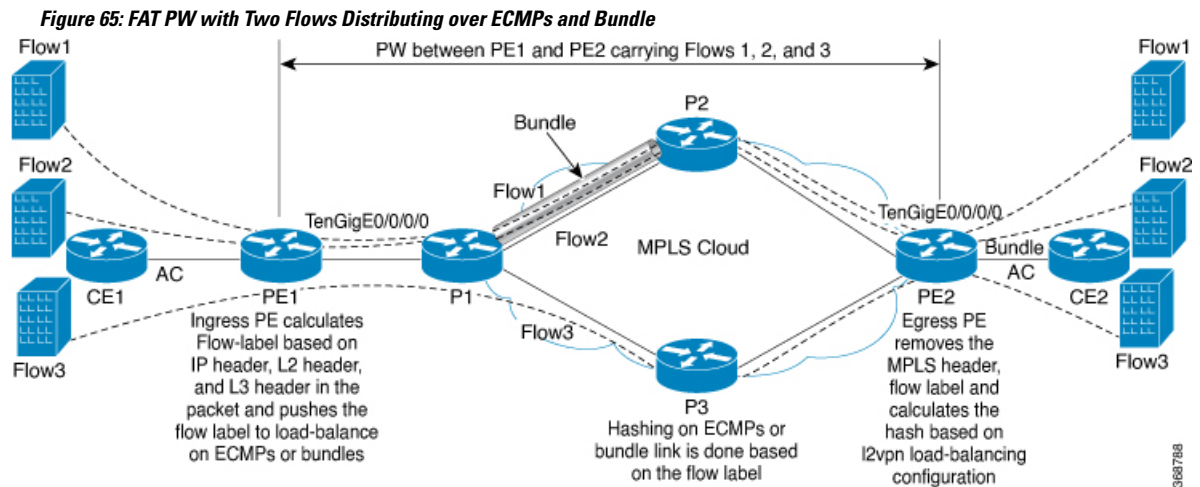 Figure 65: FAT PW with Two Flows Distributing over ECMPs and Bundle
Flow1
PW between PE1 and PE2 carrying Flows 1, 2, and 3
Flow1
P2
Bundle
Flow2
Flow1
Flow2
TenGigE0/0/0/0
Flow2
MPLS Cloud
TenGigE0/0/0/0
Bundle
AC
AC
CE1
PE1
P1
PE2
CE2
Flow3
Flow3
Flow3
Ingress PE calculates
Flow-label based on
IP header, L2 header,
and L3 header in the
packet and pushes the
flow label to load-balance
on ECMPs or bundles
P3
Hashing on ECMPs or
bundle link is done based
on the flow label
Egress PE
removes the
MPLS header,
flow label and
calculates the
hash based on
l2vpn load-balancing
configuration
368788